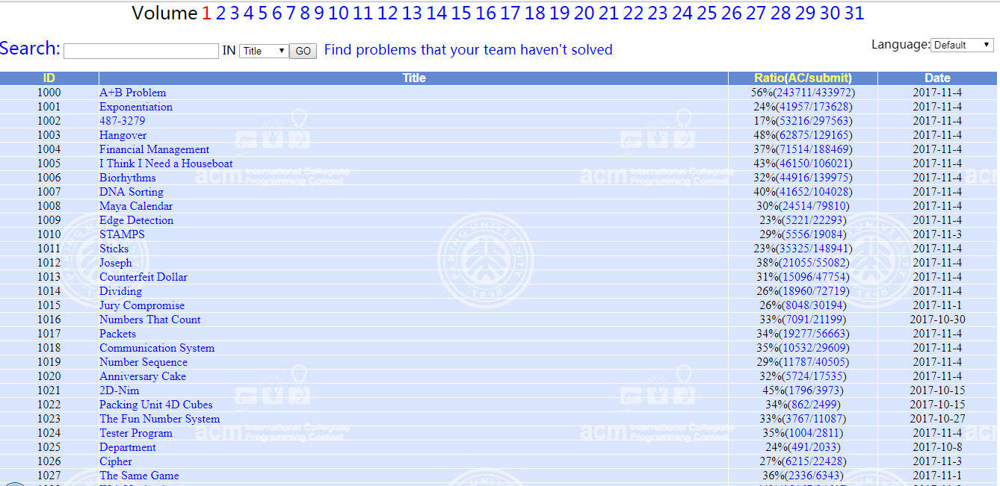 Volume 1 2 3 4 5 6 7 8 9 10 11 12 13 14 15 16 17 18 19 20 21 22 23 24 25 26 27 28 29 30 31
Search: IN Title GO Find problems that your team haven't solved Language: Default
ID Title Ratio(AC/submit) Date
1000 A+B Problem 56%(243711/433972) 2017-11-4
1001 Exponentiation 24%(41957/173628) 2017-11-4
1002 487-3279 17%(53216/297563) 2017-11-4
1003 Hangover 48%(62875/129165) 2017-11-4
1004 Financial Management 37%(71514/188469) 2017-11-4
1005 I Think I Need a Houseboat 43%(46150/106021) 2017-11-4
1006 Biorhythms 32%(44916/139975) 2017-11-4
1007 DNA Sorting 40%(41652/104028) 2017-11-4
1008 Maya Calendar 30%(24514/79810) 2017-11-4
1009 Edge Detection 23%(5221/22293) 2017-11-4
1010 STAMPS 29%(5556/19084) 2017-11-3
1011 Sticks 23%(35325/148941) 2017-11-4
1012 Joseph 38%(21055/55082) 2017-11-4
1013 Counterfeit Dollar 31%(15096/47754) 2017-11-4
1014 Dividing 26%(18960/72719) 2017-11-4
1015 Jury Compromise 26%(8048/30194) 2017-11-1
1016 Numbers That Count 33%(7091/21199) 2017-10-30
1017 Packets 34%(19277/56663) 2017-11-4
1018 Communication System 35%(10532/29609) 2017-11-4
1019 Number Sequence 29%(11787/40505) 2017-11-4
1020 Anniversary Cake 32%(5724/17535) 2017-11-4
1021 2D-Nim 45%(1796/3973) 2017-10-15
1022 Packing Unit 4D Cubes 34%(862/2499) 2017-10-15
1023 The Fun Number System 33%(3767/11087) 2017-10-27
1024 Tester Program 35%(1004/2811) 2017-11-4
1025 Department 24%(491/2033) 2017-10-8
1026 Cipher 27%(6215/22428) 2017-11-3
1027 The Same Game 36%(2336/6343) 2017-11-1
acm International Collegiate
Programming Contest
PEKING UNIVERSITY
1898